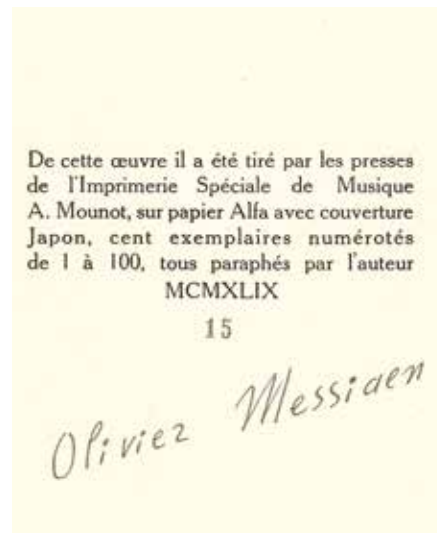 De cette œuvre il a été tiré par les presses
de l'Imprimerie Spéciale de Musique
A. Mounot, sur papier Alfa avec couverture
Japon, cent exemplaires numérotés
de 1 à 100, tous paraphés par l'auteur
MCMXLIX
15
Olivier Messiaen